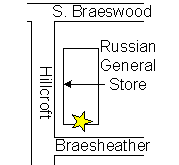 S. Braeswood
Russian
General
Store
Hillcroft
Braesheather